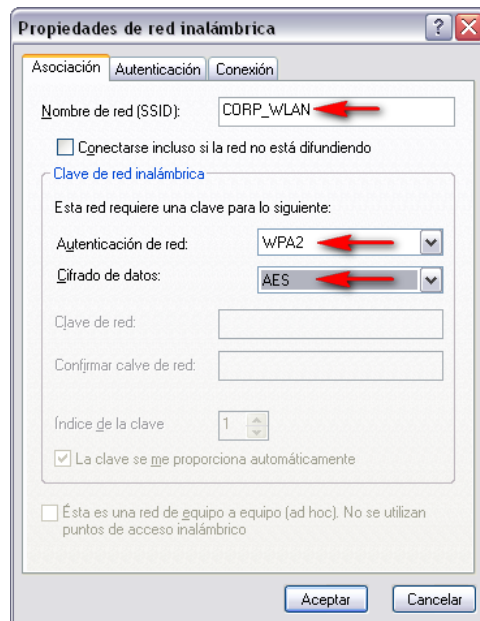 Propiedades de red inalámbrica
Asociación Autenticación Conexión
Nombre de red (SSID): CORP_WLAN
Conectarse incluso si la red no está difundiendo
Clave de red inalámbrica
Esta red requiere una clave para lo siguiente:
Autenticación de red: WPA2
Cifrado de datos: AES
Clave de red:
Confirmar calve de red:
Índice de la clave 1
La clave se me proporciona automáticamente
Ésta es una red de equipo a equipo (ad hoc). No se utilizan
puntos de acceso inalámbrico
Aceptar Cancelar